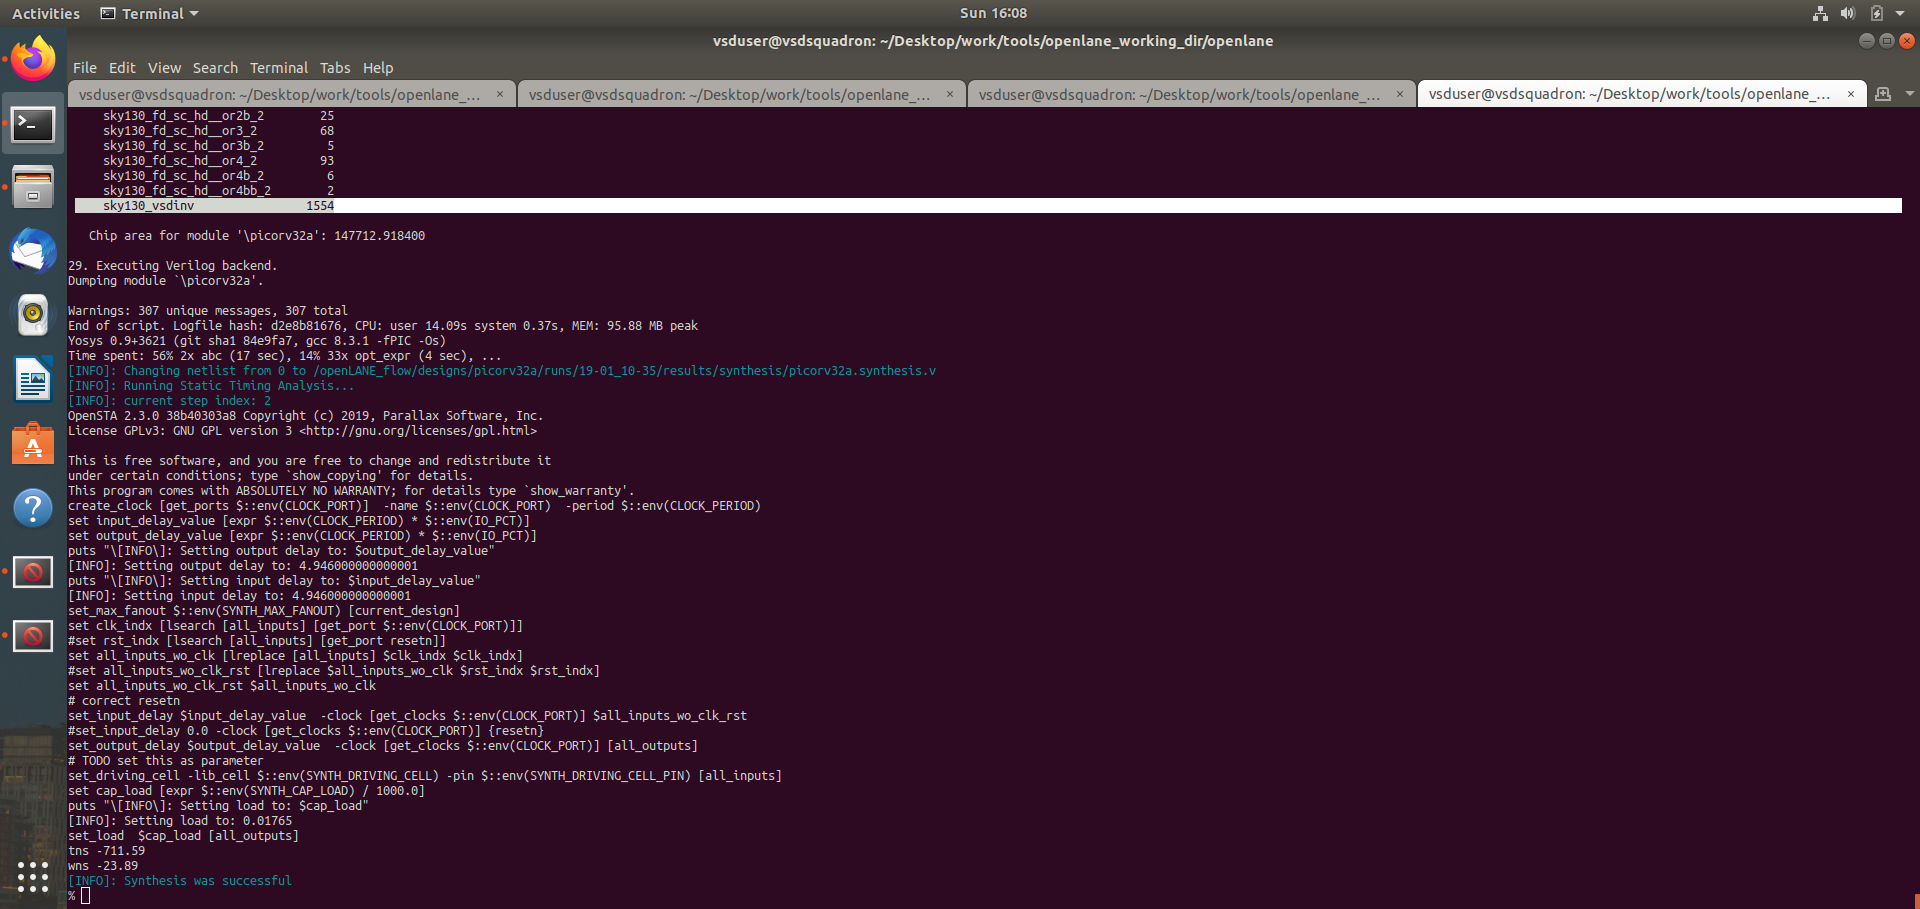 Activities
Terminal
Sun 16:08
vsduser@vsdsquadron: ~/Desktop/work/tools/openlane_working_dir/openlane
File Edit View Search Terminal Tabs Help
vsduser@vsdsquadron: ~/Desktop/work/tools/openlane_... × vsduser@vsdsquadron: ~/Desktop/work/tools/openlane_... × vsduser@vsdsquadron: ~/Desktop/work/tools/openlane_... × vsduser@vsdsquadron: ~/Desktop/work/tools/openlane_... ×
sky130_fd_sc_hd__or2b_2 25
sky130_fd_sc_hd__or3_2 68
sky130_fd_sc_hd__or3b_2 5
sky130_fd_sc_hd__or4_2 93
sky130_fd_sc_hd__or4b_2 6
sky130_fd_sc_hd__or4bb_2 2
sky130_vsdinv 1554
Chip area for module '\picorv32a': 147712.918400
29. Executing Verilog backend.
Dumping module `\picorv32a'.
Warnings: 307 unique messages, 307 total
End of script. Logfile hash: d2e8b81676, CPU: user 14.09s system 0.37s, MEM: 95.88 MB peak
Yosys 0.9+3621 (git sha1 84e9fa7, gcc 8.3.1 -fPIC -Os)
Time spent: 56% 2x abc (17 sec), 14% 33x opt_expr (4 sec), ...
[INFO]: Changing netlist from 0 to /openLANE_flow/designs/picorv32a/runs/19-01_10-35/results/synthesis/picorv32a.synthesis.v
[INFO]: Running Static Timing Analysis...
[INFO]: current step index: 2
OpenSTA 2.3.0 38b40303a8 Copyright (c) 2019, Parallax Software, Inc.
License GPLv3: GNU GPL version 3 <http://gnu.org/licenses/gpl.html>
This is free software, and you are free to change and redistribute it
under certain conditions; type `show_copying' for details.
This program comes with ABSOLUTELY NO WARRANTY; for details type `show_warranty'.
create_clock [get_ports $::env(CLOCK_PORT)]  -name $::env(CLOCK_PORT)  -period $::env(CLOCK_PERIOD)
set input_delay_value [expr $::env(CLOCK_PERIOD) * $::env(IO_PCT)]
set output_delay_value [expr $::env(CLOCK_PERIOD) * $::env(IO_PCT)]
puts "\[INFO\]: Setting output delay to: $output_delay_value"
[INFO]: Setting output delay to: 4.946000000000001
puts "\[INFO\]: Setting input delay to: $input_delay_value"
[INFO]: Setting input delay to: 4.946000000000001
set_max_fanout $::env(SYNTH_MAX_FANOUT) [current_design]
set clk_indx [lsearch [all_inputs] [get_port $::env(CLOCK_PORT)]]
#set rst_indx [lsearch [all_inputs] [get_port resetn]]
set all_inputs_wo_clk [lreplace [all_inputs] $clk_indx $clk_indx]
#set all_inputs_wo_clk_rst [lreplace $all_inputs_wo_clk $rst_indx $rst_indx]
set all_inputs_wo_clk_rst $all_inputs_wo_clk
# correct resetn
set_input_delay $input_delay_value  -clock [get_clocks $::env(CLOCK_PORT)] $all_inputs_wo_clk_rst
#set_input_delay 0.0 -clock [get_clocks $::env(CLOCK_PORT)] {resetn}
set_output_delay $output_delay_value  -clock [get_clocks $::env(CLOCK_PORT)] [all_outputs]
# TODO set this as parameter
set_driving_cell -lib_cell $::env(SYNTH_DRIVING_CELL) -pin $::env(SYNTH_DRIVING_CELL_PIN) [all_inputs]
set cap_load [expr $::env(SYNTH_CAP_LOAD) / 1000.0]
puts "\[INFO\]: Setting load to: $cap_load"
[INFO]: Setting load to: 0.01765
set_load  $cap_load [all_outputs]
tns -711.59
wns -23.89
[INFO]: Synthesis was successful
%